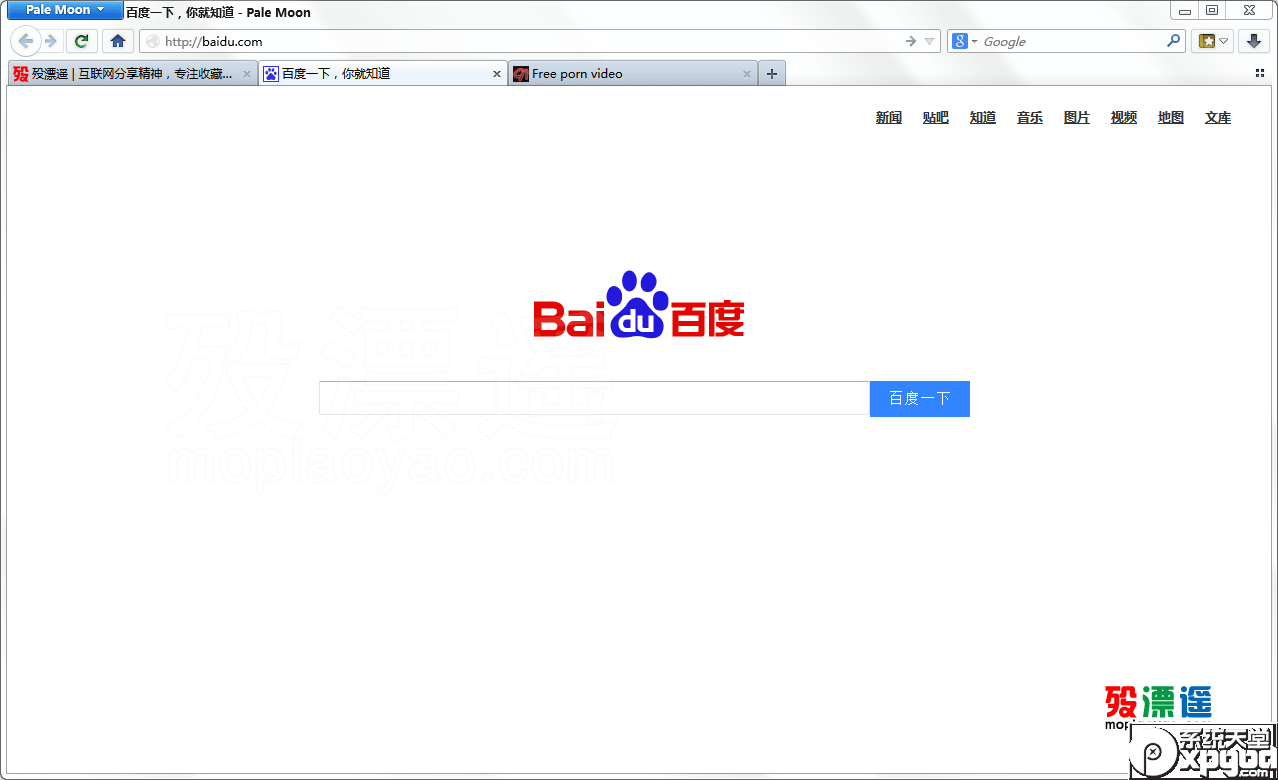 Pale Moon
百度一下，你就知道 - Pale Moon
http://baidu.com
Google
殁漂遥 | 互联网分享精神，专注收藏...
百度一下，你就知道
Free porn video
新闻 贴吧 知道 音乐 图片 视频 地图 文库
Bai du 百度
百度一下
殁漂遥
mopiaoyao.com
殁漂遥
系统天堂
xpgod
.com